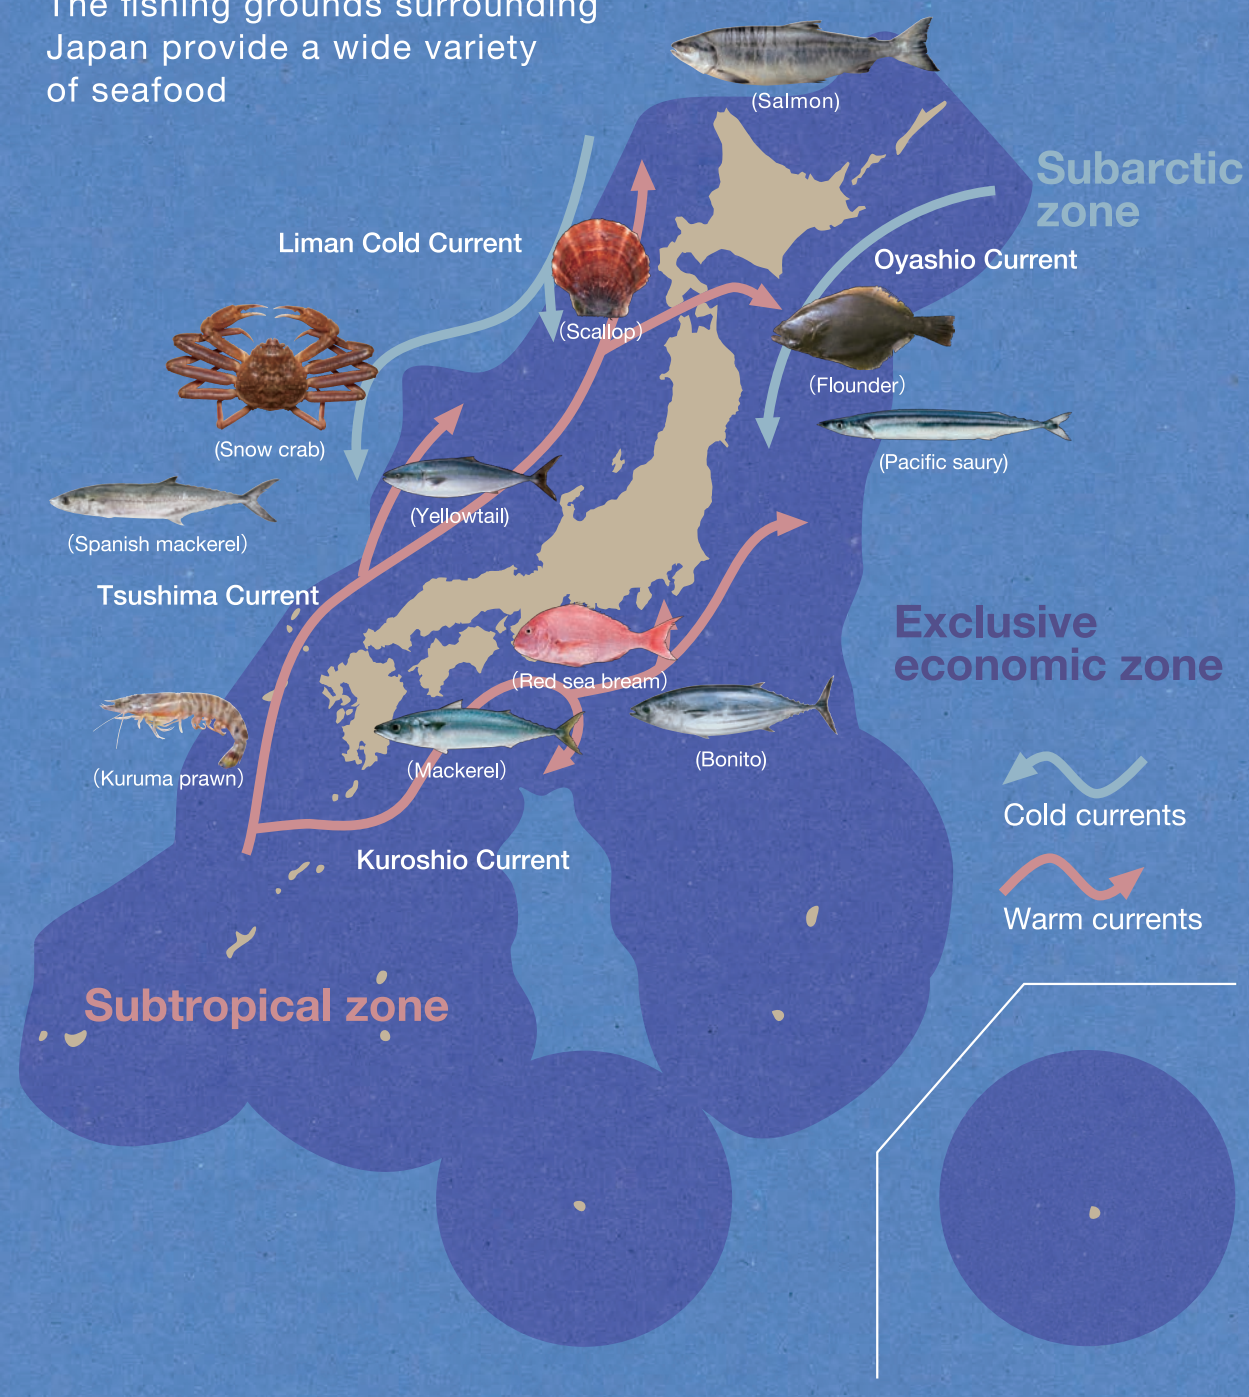 The fishing grounds surrounding
Japan provide a wide variety
of seafood
(Salmon)
Subarctic
zone
Liman Cold Current
Oyashio Current
(Scallop)
(Flounder)
(Snow crab)
(Pacific saury)
(Yellowtail)
(Spanish mackerel)
Tsushima Current
Exclusive
economic zone
(Red sea bream)
(Bonito)
(Mackerel)
(Kuruma prawn)
Cold currents
Kuroshio Current
Warm currents
Subtropical zone